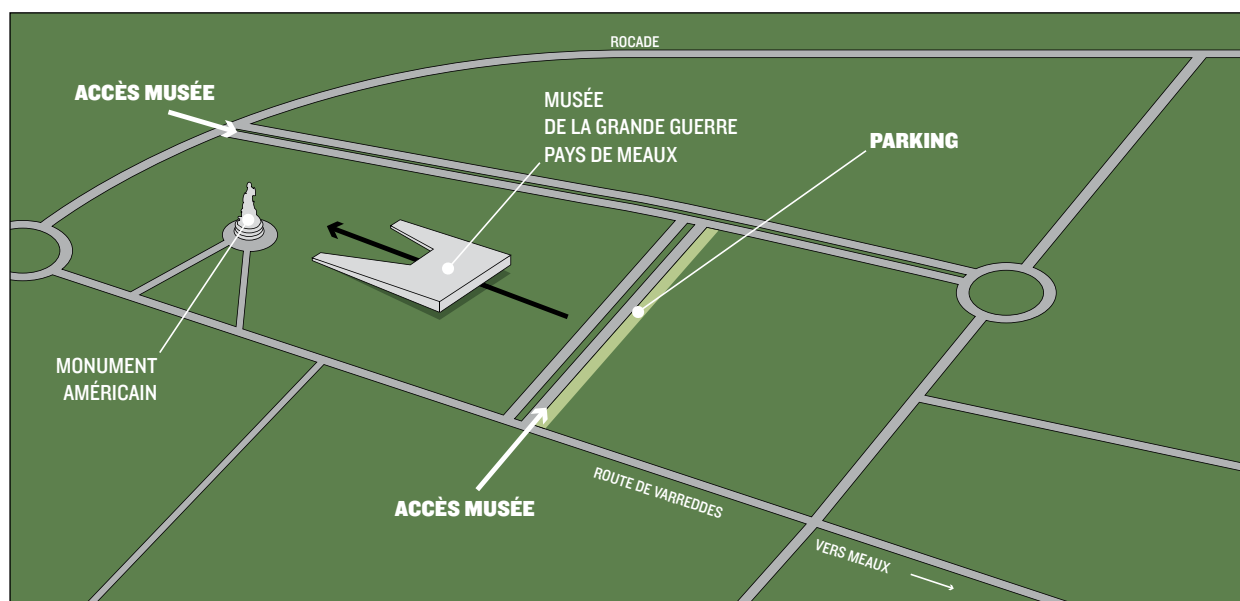 ROCADE
ACCÈS MUSÉE
MUSÉE
DE LA GRANDE GUERRE
PAYS DE MEAUX
PARKING
MONUMENT
AMÉRICAIN
ACCÈS MUSÉE
ROUTE DE VARREDDES
VERS MEAUX